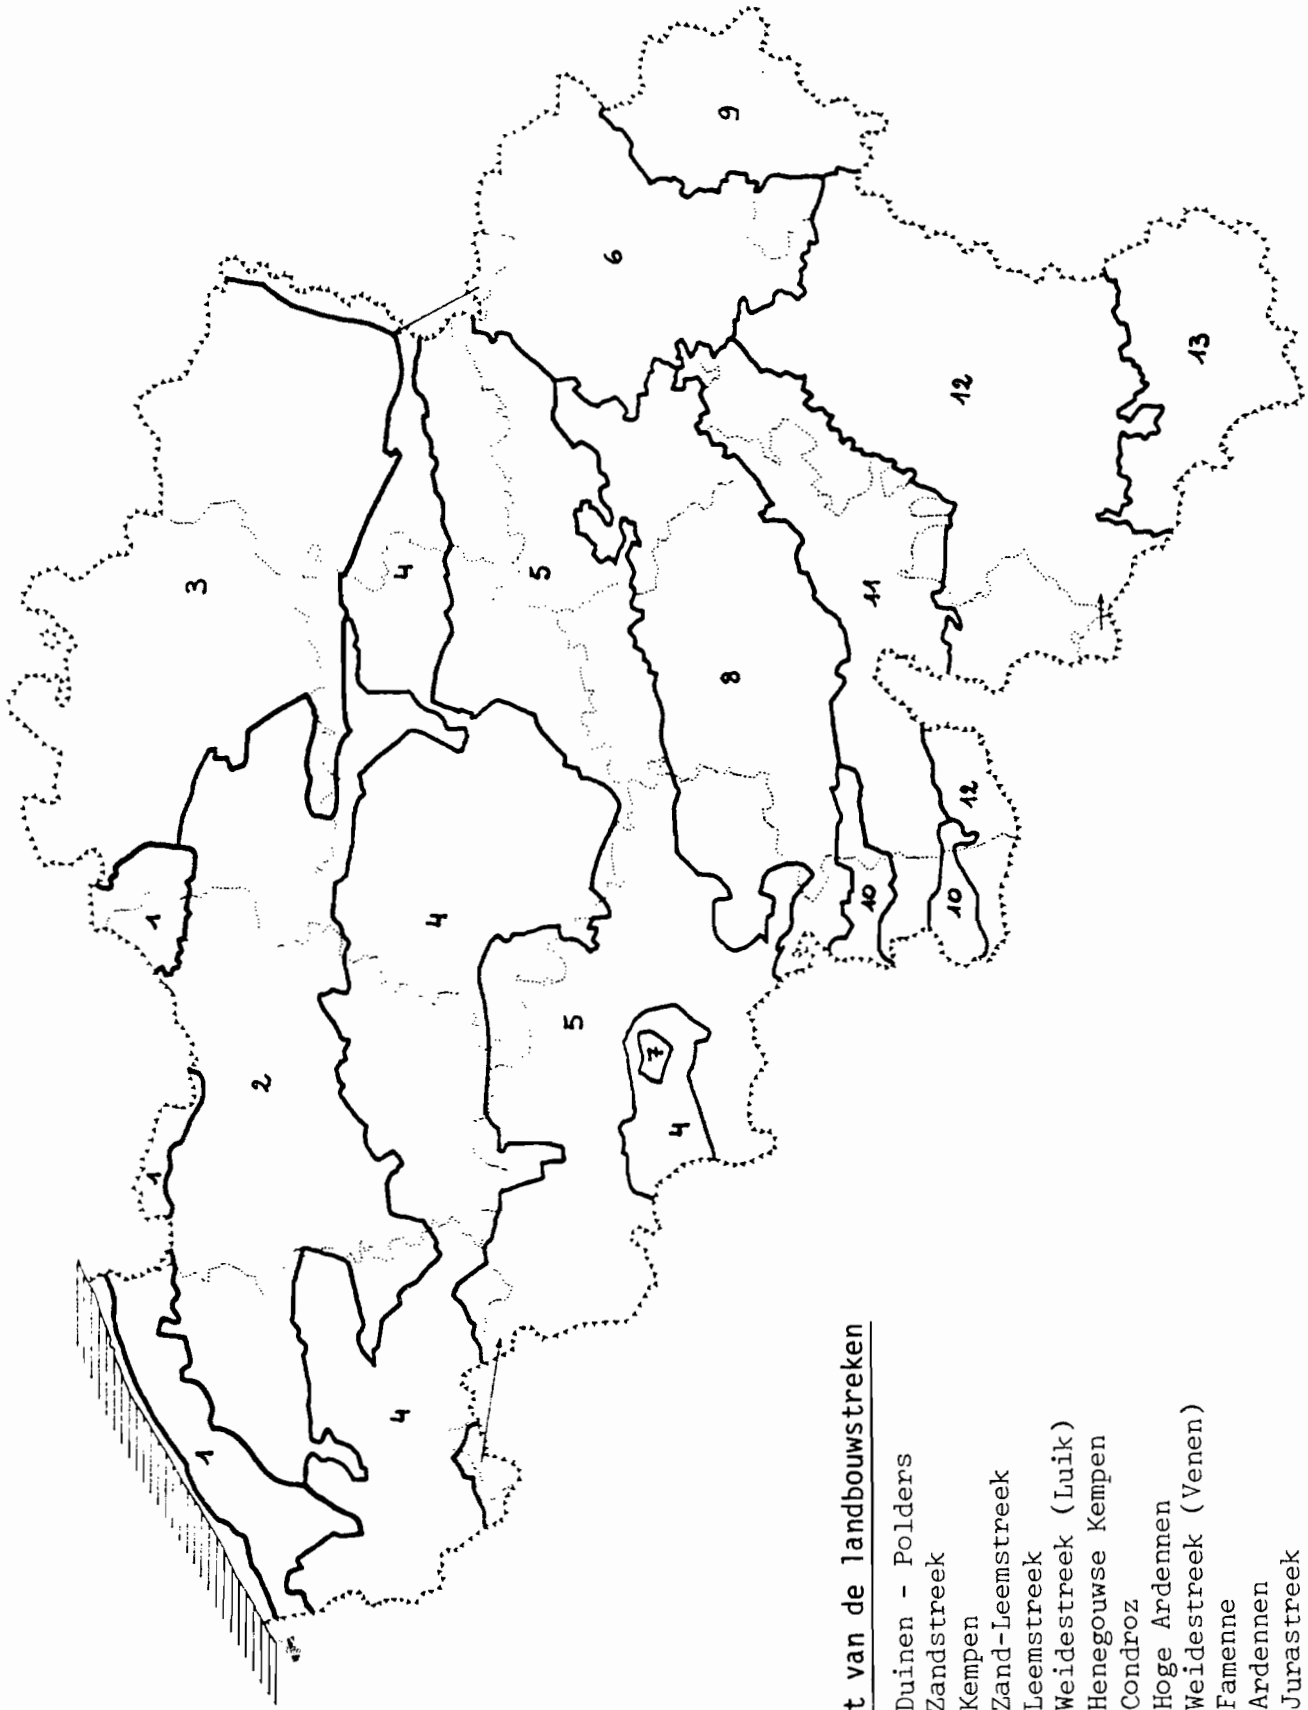 t van de landbouwstreken
Duinen - Polders
Zandstreek
Kempen
Zand-Leemstreek
Leemstreek
Weidestreek (Luik)
Henegouwse Kempen
Condroz
Hoge Ardennen
Weidestreek (Venen)
Famenne
Ardennen
Jurastreek
1
1
1
2
3
4
4
4
4
5
5
6
7
8
9
10
10
11
12
12
13